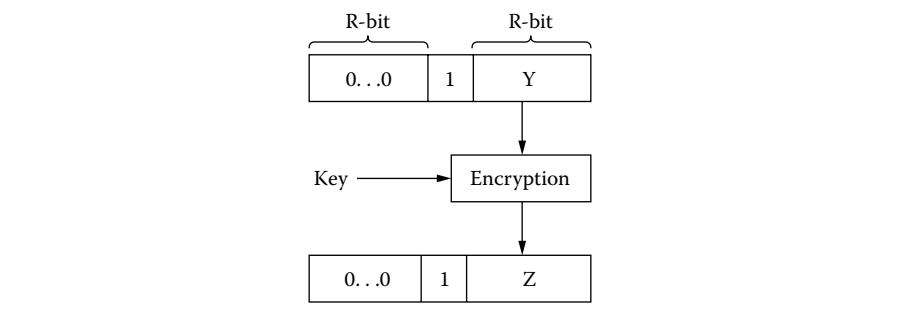 R-bit R-bit
0. . .0 1 Y
Key Encryption
0. . .0 1 Z